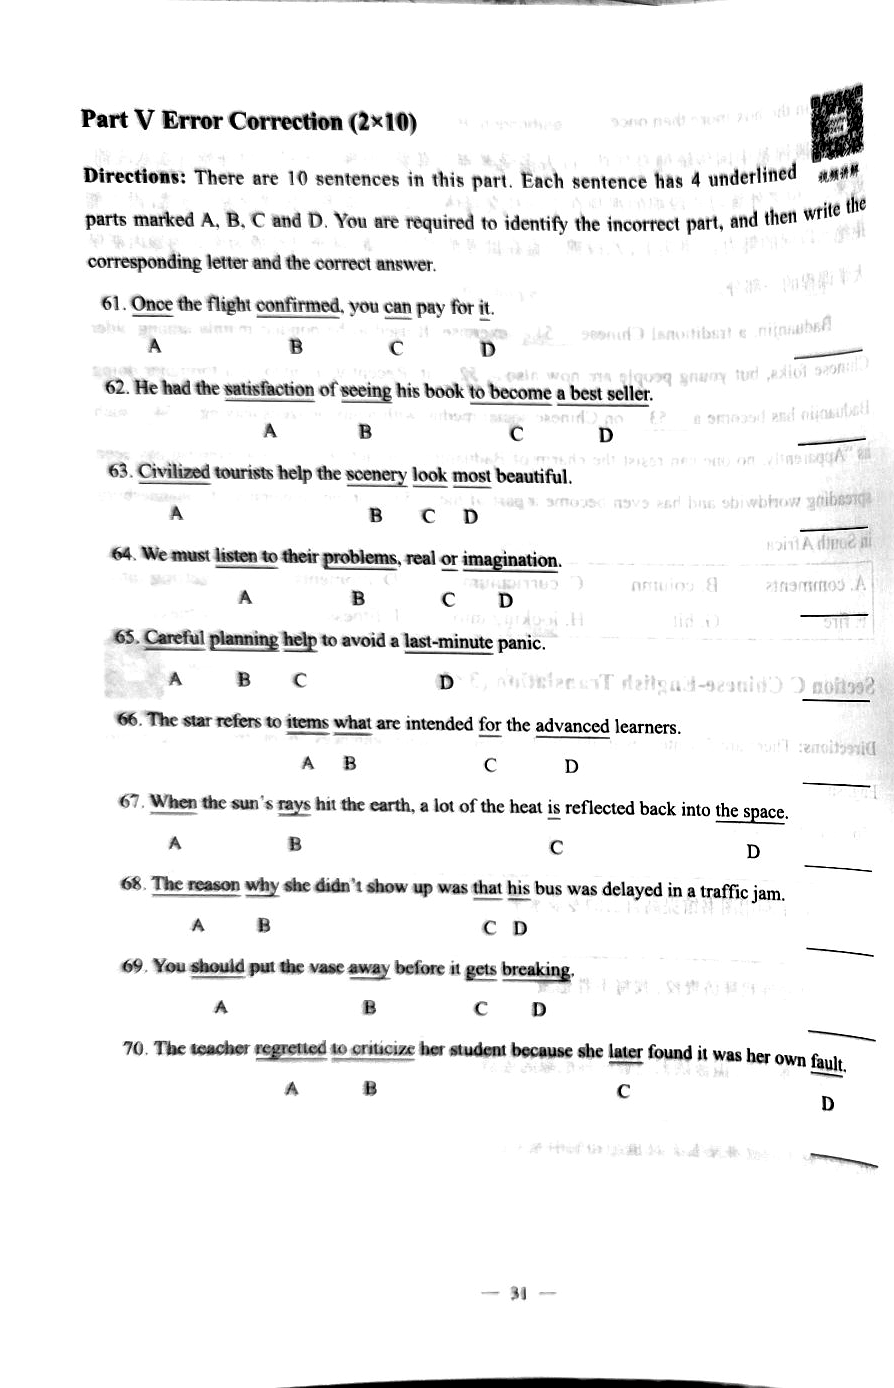 Part V Error Correction (2×10)
视频讲解
Directions: There are 10 sentences in this part. Each sentence has 4 underlined
parts marked A, B, C and D. You are required to identify the incorrect part, and then write the
corresponding letter and the correct answer.
61. Once the flight confirmed, you can pay for it.
A B C D
62. He had the satisfaction of seeing his book to become a best seller.
A B C D
63. Civilized tourists help the scenery look most beautiful.
A B C D
64. We must listen to their problems, real or imagination.
A B C D
65. Careful planning help to avoid a last-minute panic.
A B C D
66. The star refers to items what are intended for the advanced learners.
A B C D
67. When the sun's rays hit the earth, a lot of the heat is reflected back into the space.
A B C D
68. The reason why she didn't show up was that his bus was delayed in a traffic jam.
A B C D
69. You should put the vase away before it gets breaking.
A B C D
70. The teacher regretted to criticize her student because she later found it was her own fault.
A B C D
— 31 —